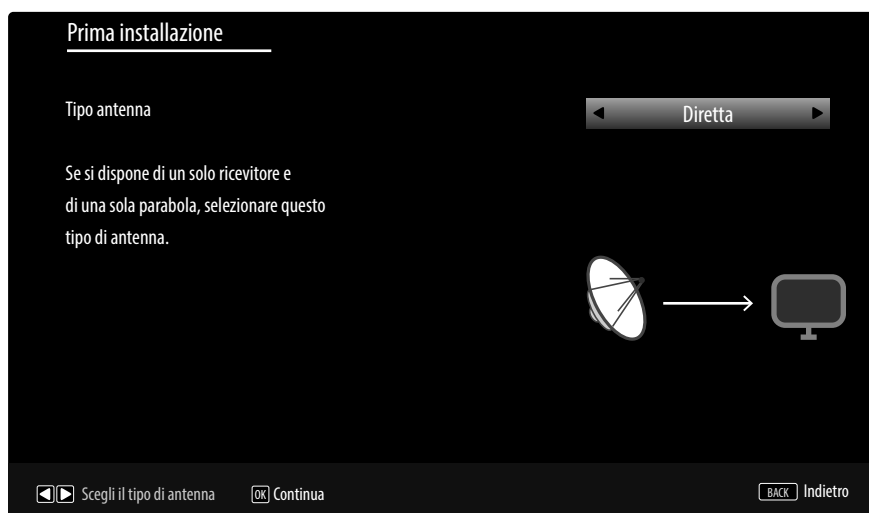 Prima installazione
Tipo antenna
Diretta
Se si dispone di un solo ricevitore e
di una sola parabola, selezionare questo
tipo di antenna.
Scegli il tipo di antenna OK Continua BACK Indietro